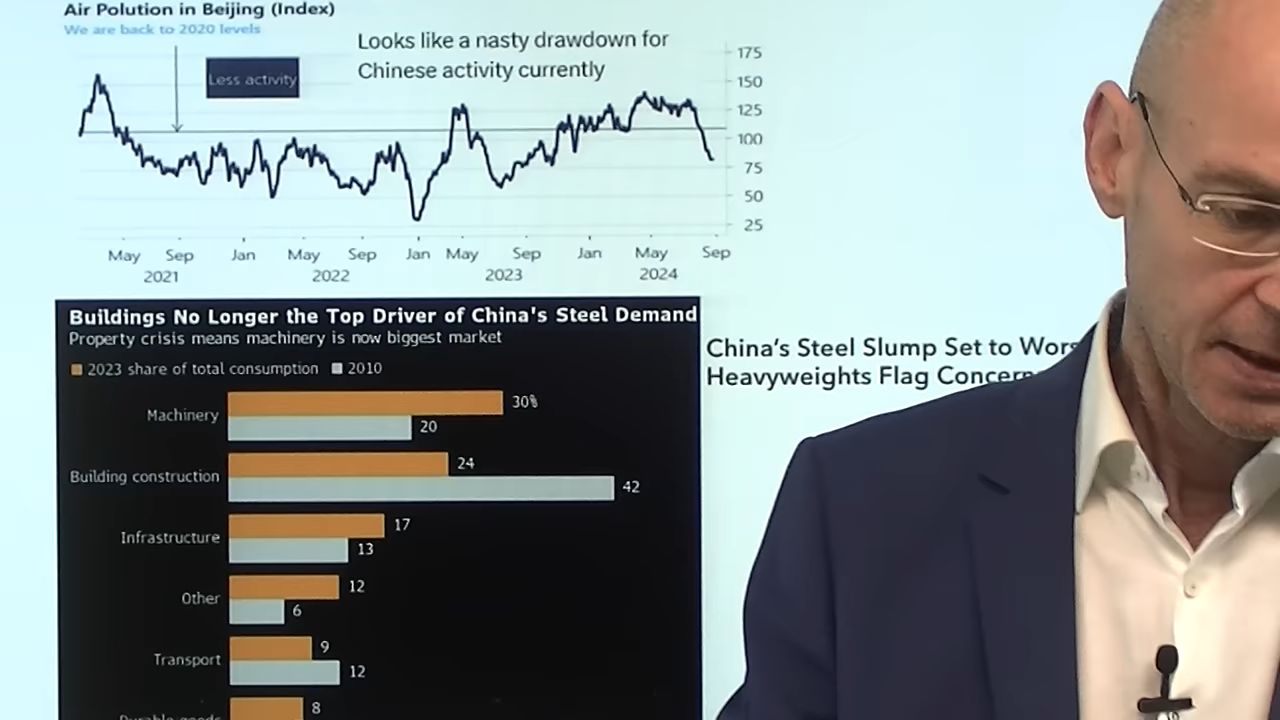 Air Polution in Beijing (Index)
We are back to 2020 levels
Less activity
Looks like a nasty drawdown for
Chinese activity currently
175
150
125
100
75
50
25
May Sep Jan May Sep Jan May Sep Jan May Sep
2021 2022 2023 2024
Buildings No Longer the Top Driver of China's Steel Demand
Property crisis means machinery is now biggest market
2023 share of total consumption 2010
Machinery 30%
20
Building construction 24
42
Infrastructure 17
13
Other 12
6
Transport 9
12
8
China's Steel Slump Set to
Heavyweights Flag